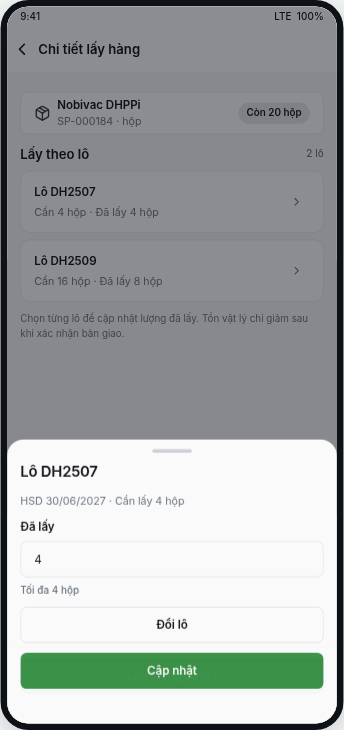 9:41
LTE 100%
Chi tiết lấy hàng
Nobivac DHPPi
SP-000184 · hộp
Còn 20 hộp
Lấy theo lô
2 lô
Lô DH2507
Cần 4 hộp · Đã lấy 4 hộp
Lô DH2509
Cần 16 hộp · Đã lấy 8 hộp
Chọn từng lô để cập nhật lượng đã lấy. Tồn vật lý chỉ giảm sau
khi xác nhận bàn giao.
Lô DH2507
HSD 30/06/2027 · Cần lấy 4 hộp
Đã lấy
4
Tối đa 4 hộp
Đổi lô
Cập nhật